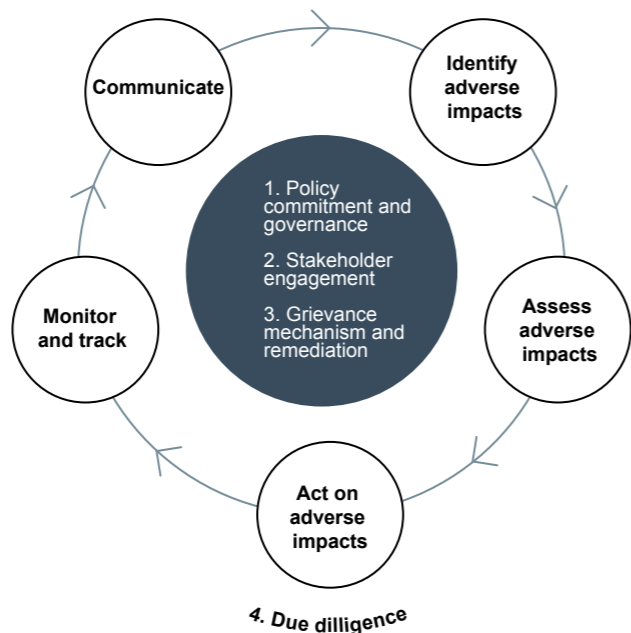 Communicate
Identify
adverse
impacts
1. Policy
commitment and
governance
2. Stakeholder
engagement
3. Grievance
mechanism and
remediation
Assess
adverse
impacts
Monitor
and track
Act on
adverse
impacts
4. Due dilligence